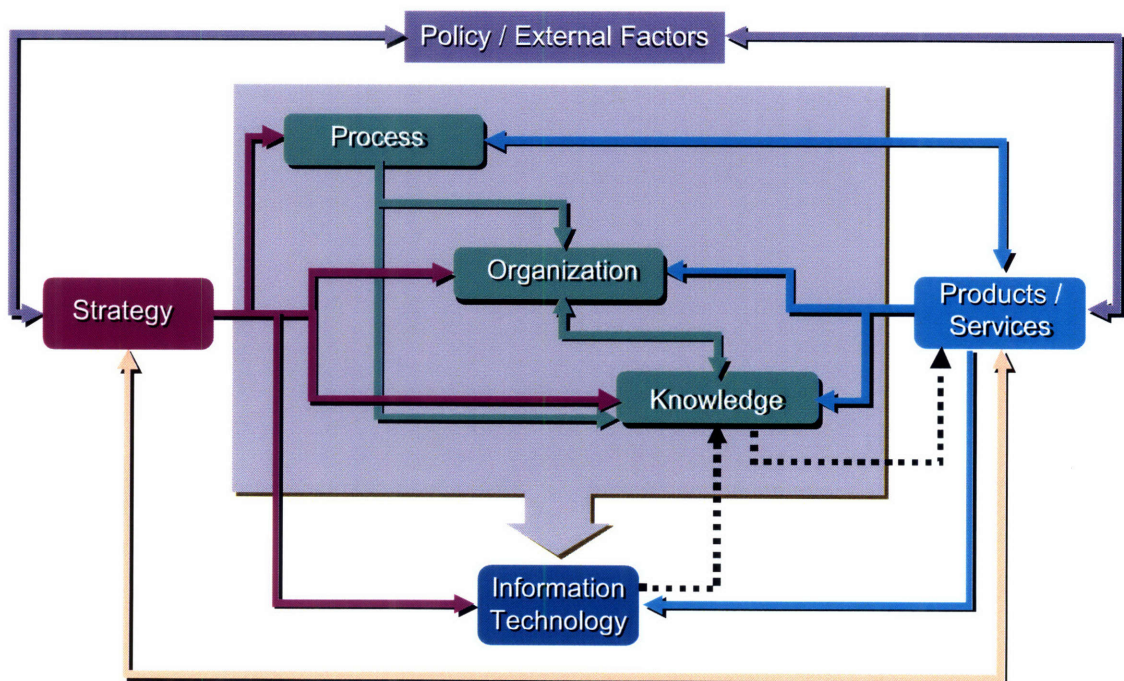 Policy / External Factors
Process
Organization
Strategy
Products /
Services
Knowledge
Information
Technology